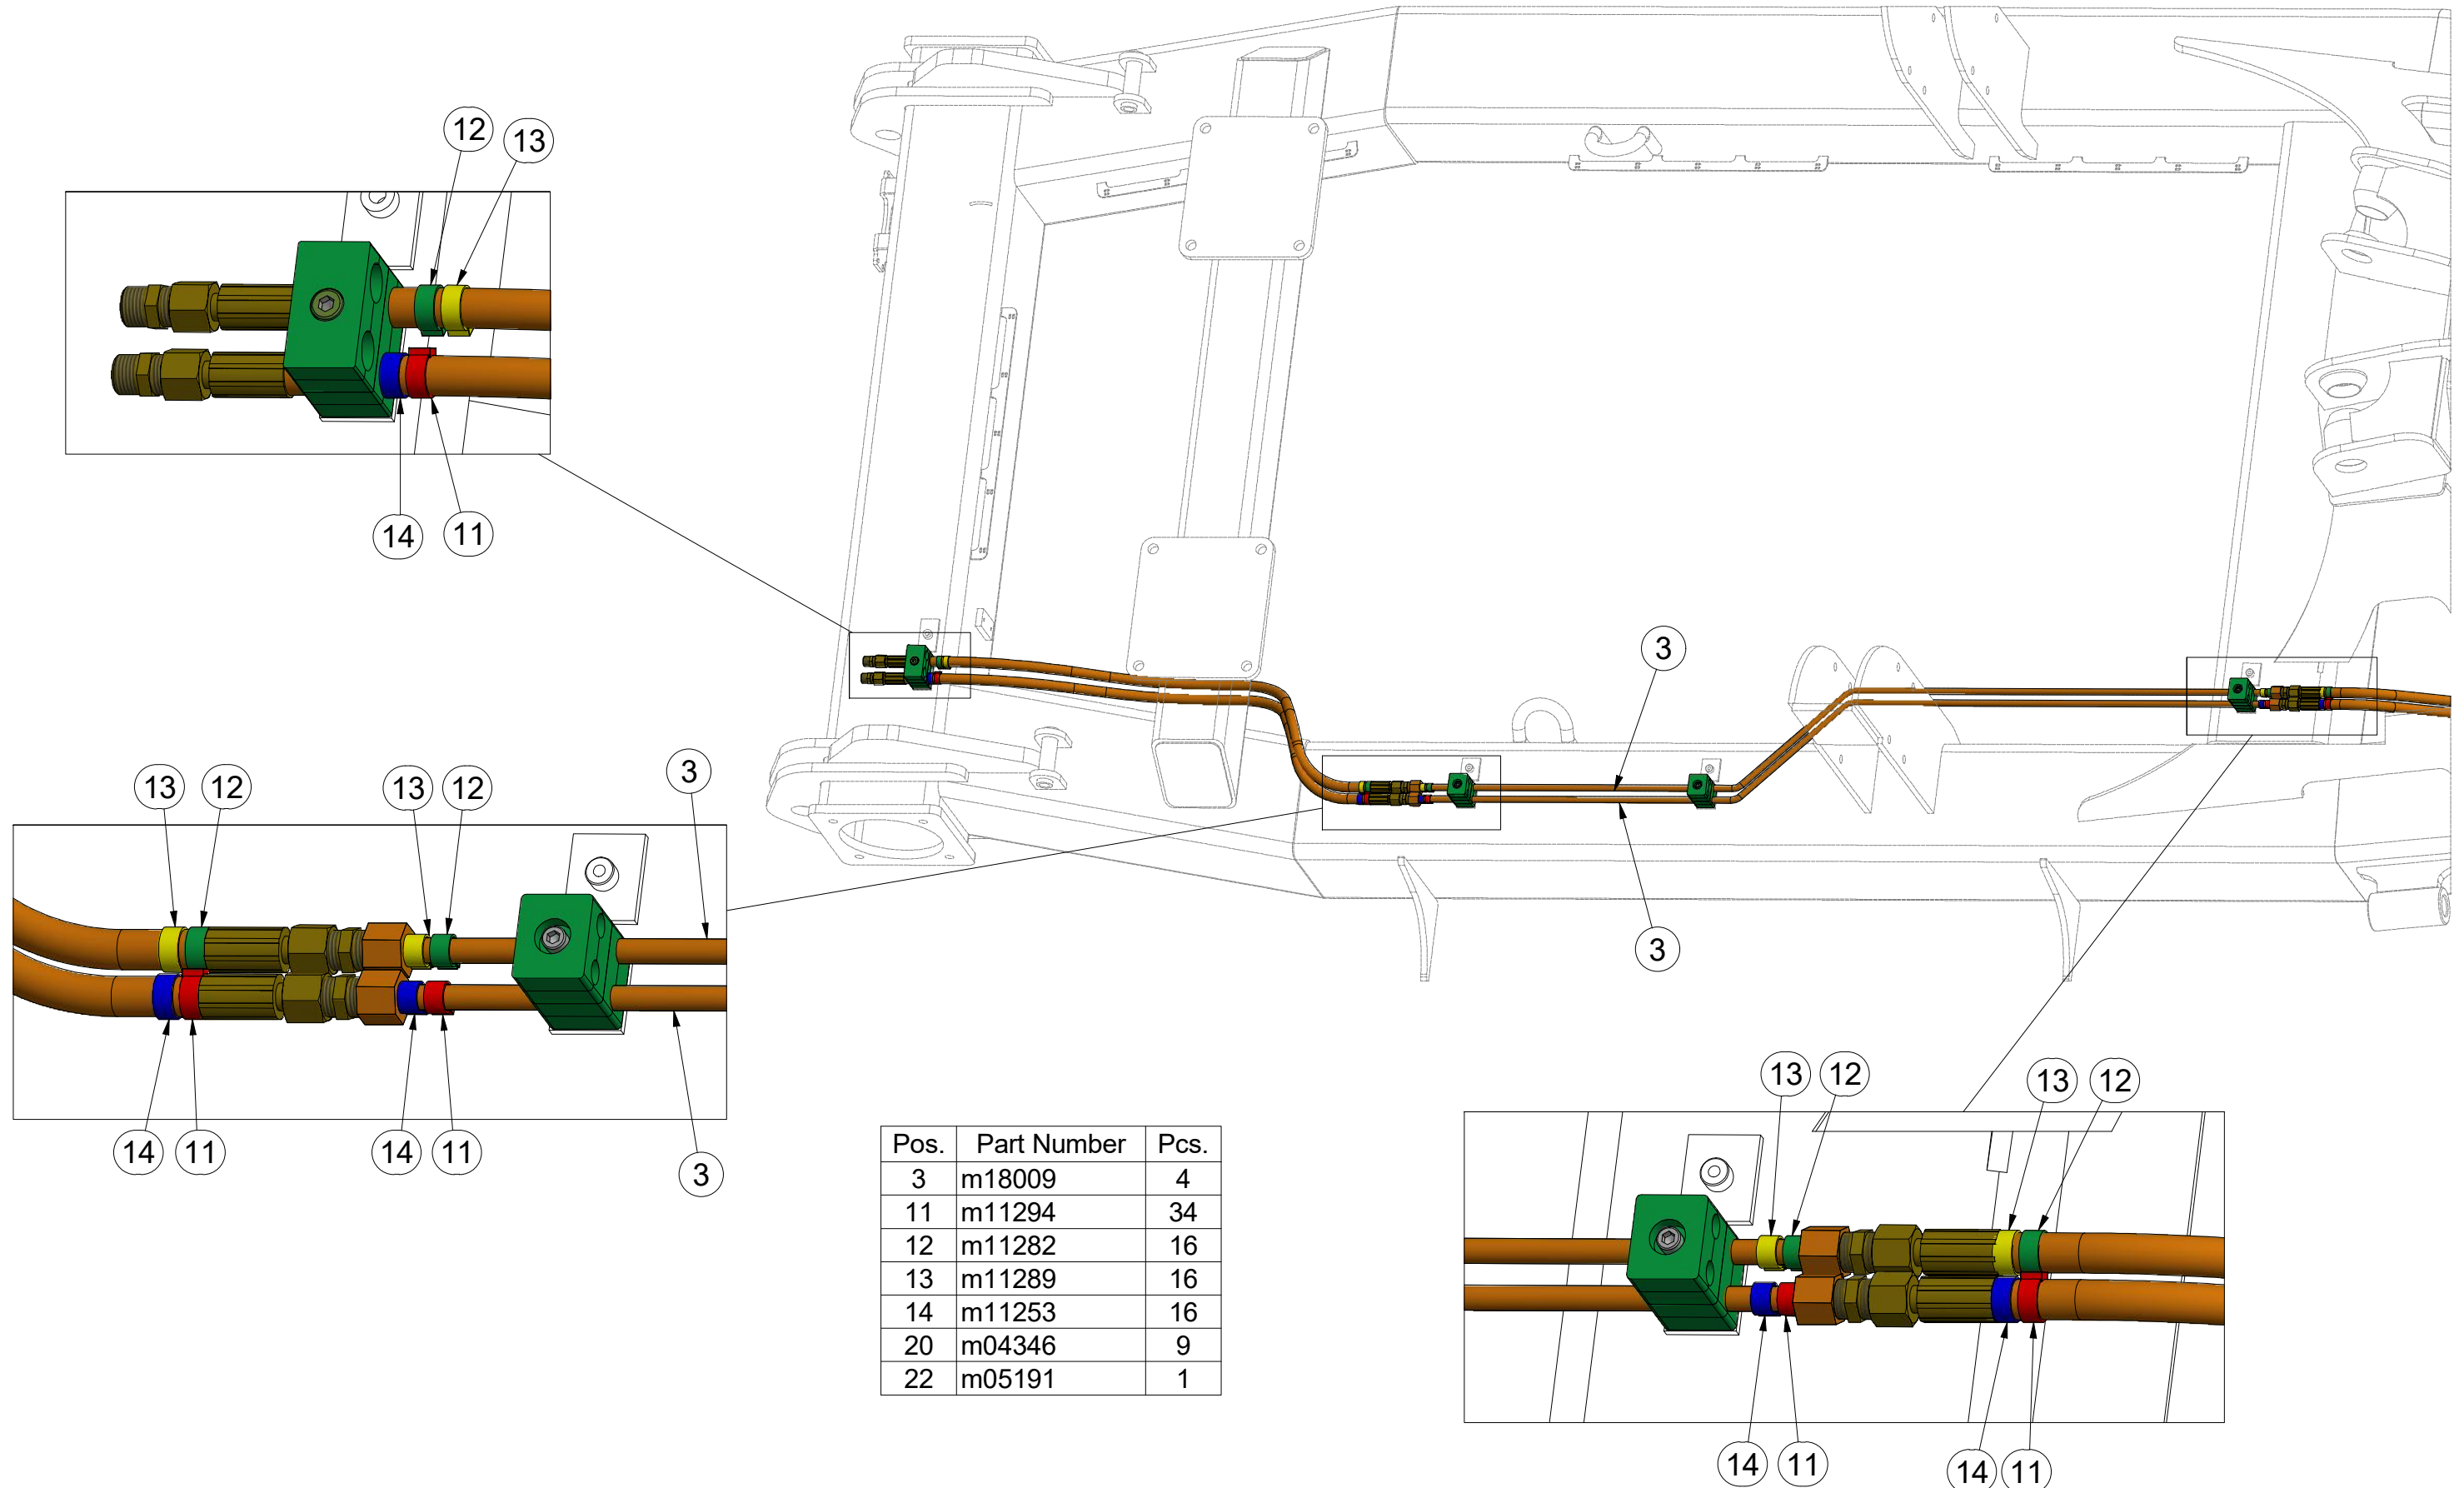 12 13
14 11
3
3
13 12 13 12 3
14 11 14 11 3
13 12 13 12
14 11 14 11
Pos. Part Number Pcs.
3 m18009 4
11 m11294 34
12 m11282 16
13 m11289 16
14 m11253 16
20 m04346 9
22 m05191 1